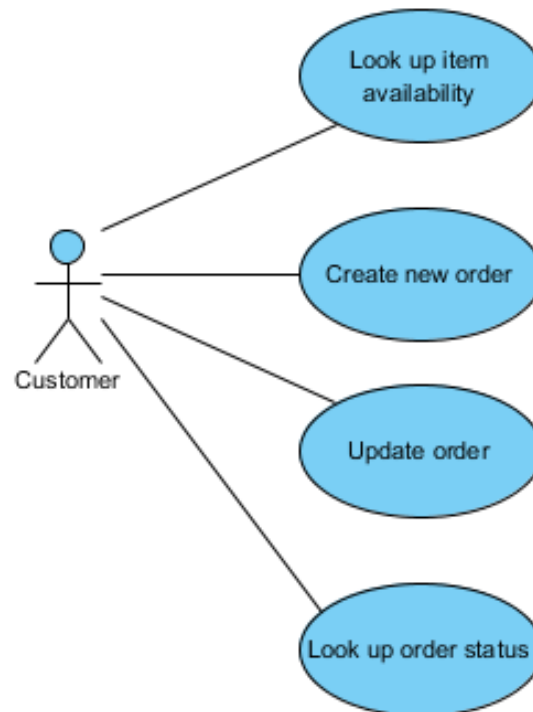 Look up item
availability
Create new order
Customer
Update order
Look up order status